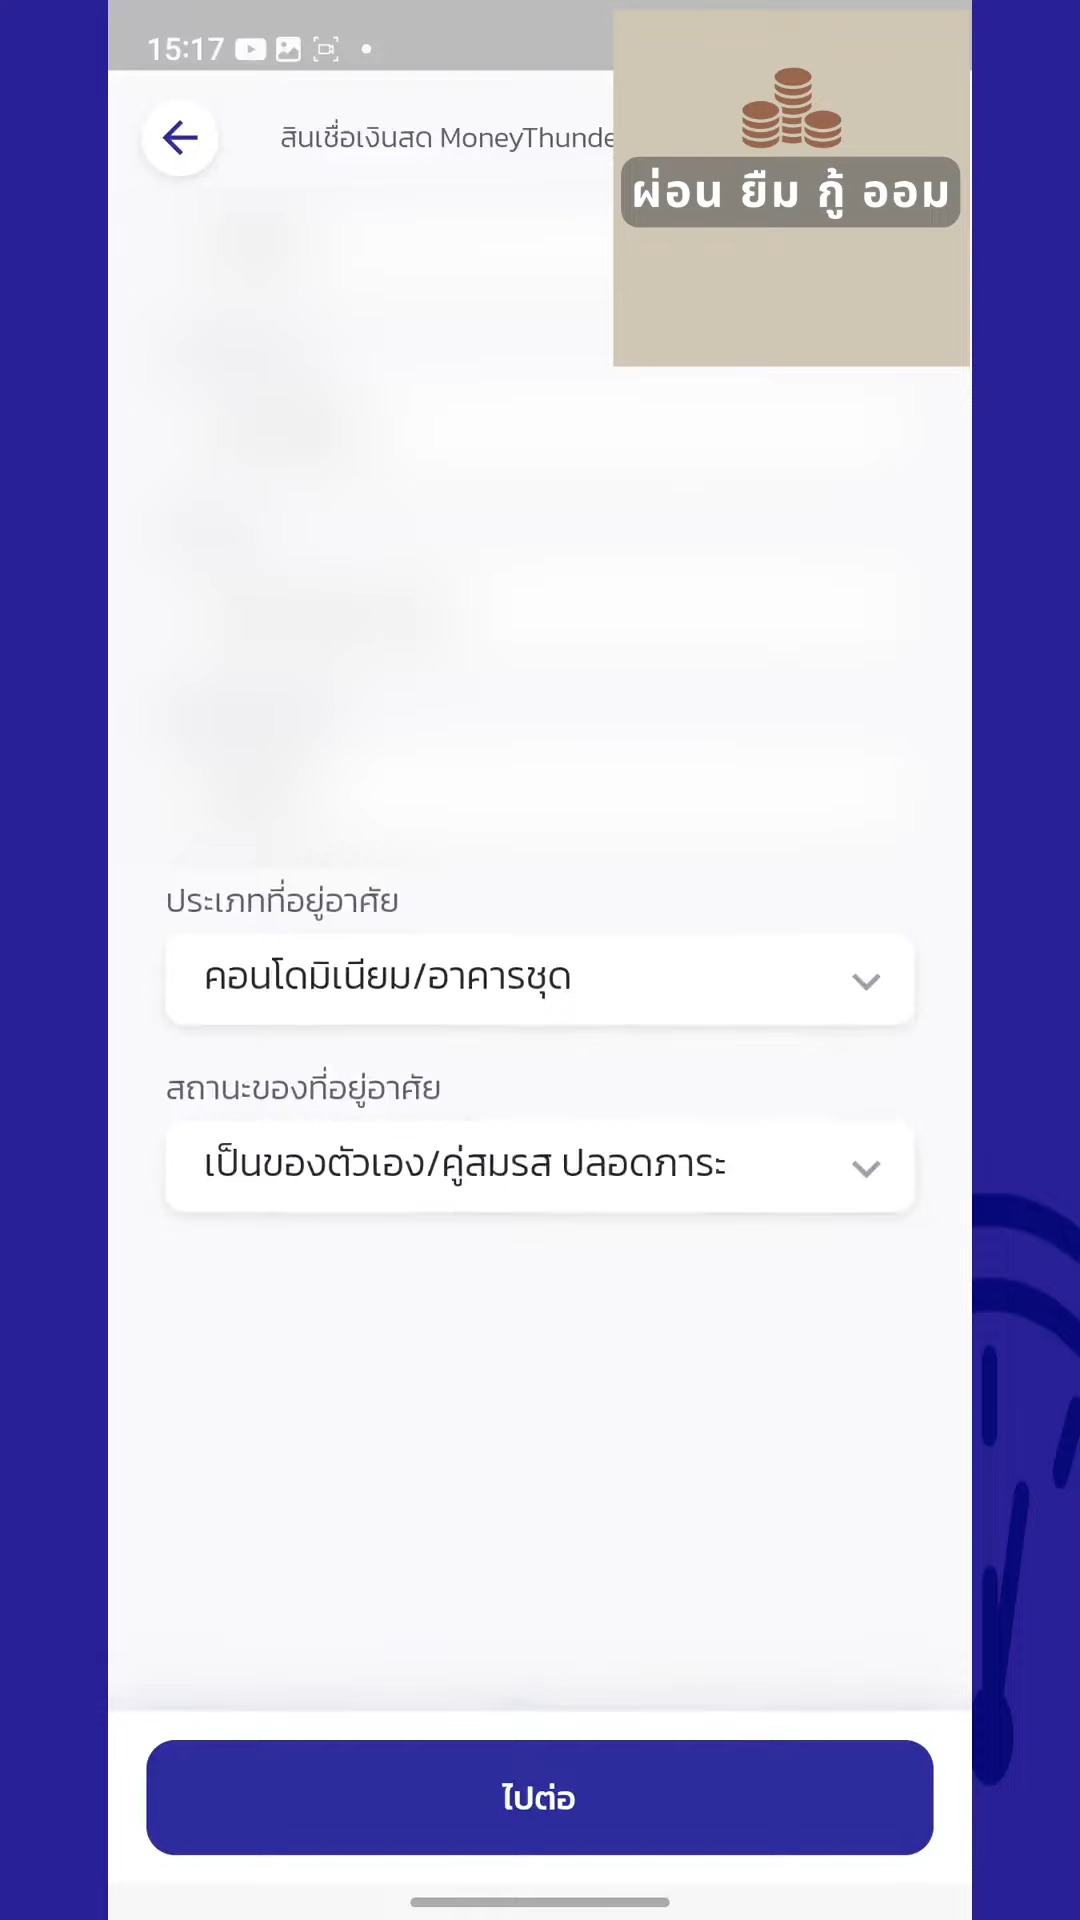 15:17
สินเชื่อเงินสด MoneyThunde
ผ่อน ยืม กู้ ออม
ประเภทที่อยู่อาศัย
คอนโดมิเนียม/อาคารชุด
สถานะของที่อยู่อาศัย
เป็นของตัวเอง/คู่สมรส ปลอดภาระ
ไปต่อ